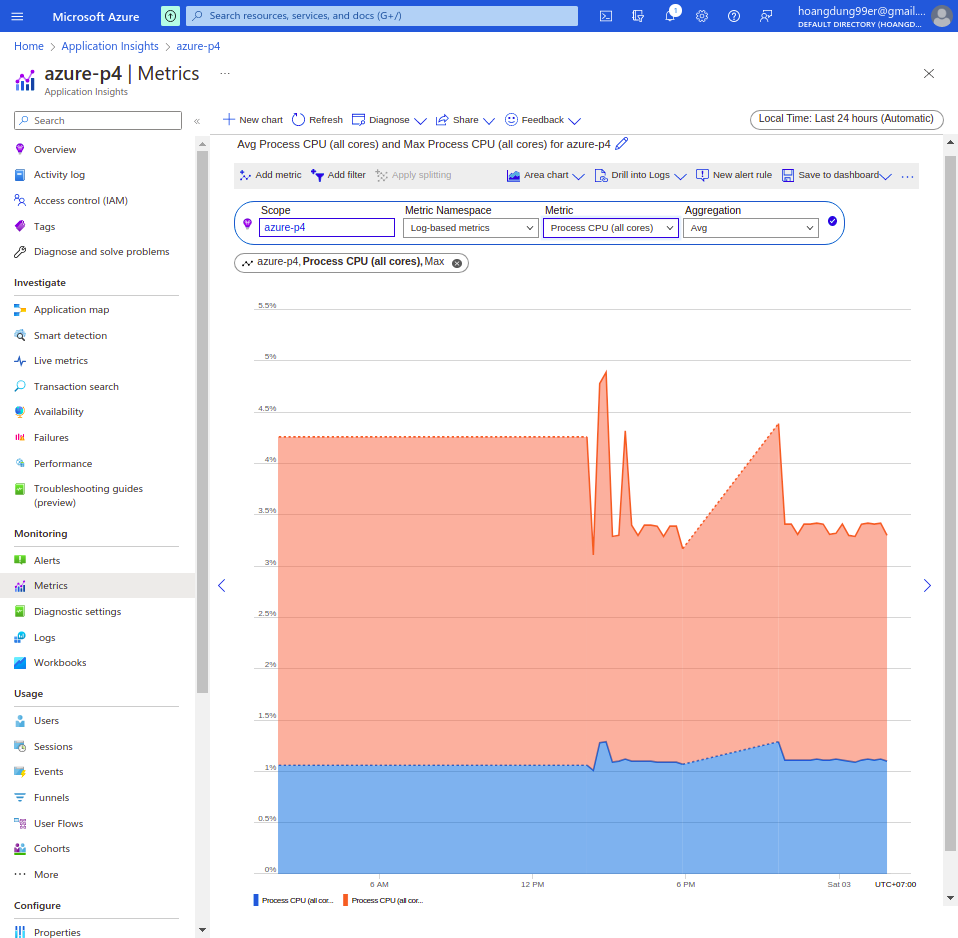 Microsoft Azure
Search resources, services, and docs (G+/)
1
hoangdung99er@gmail....
DEFAULT DIRECTORY (HOANGD...
Home > Application Insights > azure-p4
azure-p4 | Metrics ...
Application Insights
Search
«
Overview
Activity log
Access control (IAM)
Tags
Diagnose and solve problems
Investigate
Application map
Smart detection
Live metrics
Transaction search
Availability
Failures
Performance
Troubleshooting guides
(preview)
Monitoring
Alerts
Metrics
Diagnostic settings
Logs
Workbooks
Usage
Users
Sessions
Events
Funnels
User Flows
Cohorts
More
Configure
Properties
New chart Refresh Diagnose Share Feedback
Local Time: Last 24 hours (Automatic)
Avg Process CPU (all cores) and Max Process CPU (all cores) for azure-p4
Add metric Add filter Apply splitting Area chart Drill into Logs New alert rule Save to dashboard ...
Scope Metric Namespace Metric Aggregation
azure-p4 Log-based metrics Process CPU (all cores) Avg
azure-p4, Process CPU (all cores), Max
5.5%
5%
4.5%
4%
3.5%
3%
2.5%
2%
1.5%
1%
0.5%
0%
6 AM 12 PM 6 PM Sat 03 UTC+07:00
Process CPU (all cor... Process CPU (all cor...